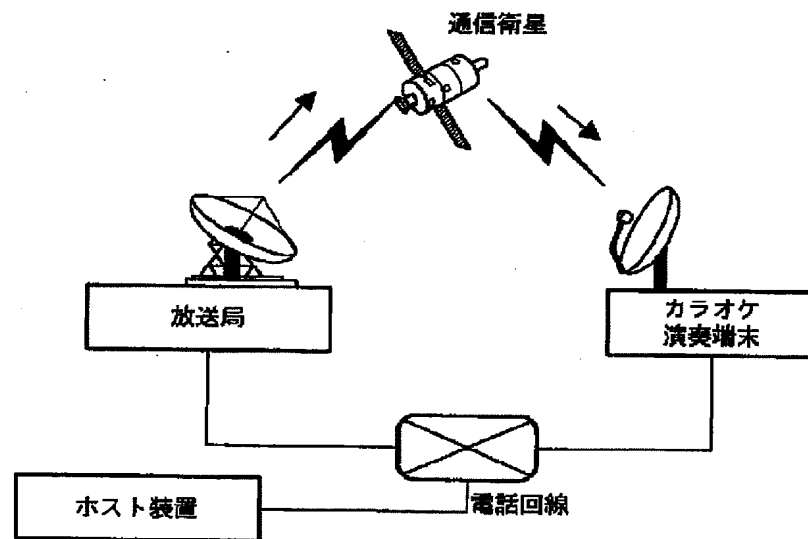 通信衛星
放送局
カラオケ
演奏端末
ホスト装置
電話回線